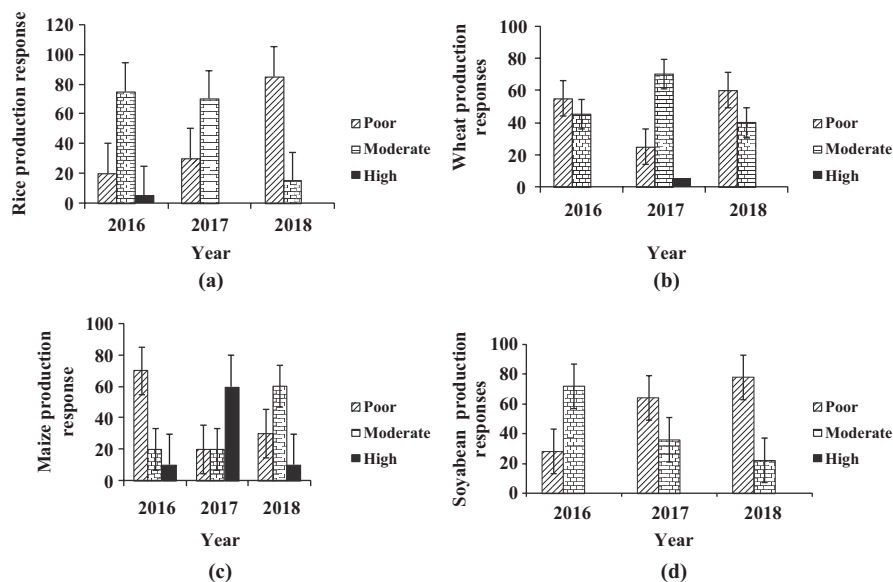 Rice production response
120
100
80
60
40
20
0
2016
2017
2018
Year
Poor
Moderate
High
(a)
Wheat production
responses
100
80
60
40
20
0
2016
2017
2018
Year
Poor
Moderate
High
(b)
Maize production
response
100
80
60
40
20
0
2016
2017
2018
Year
Poor
Moderate
High
(c)
Soyabean production
responses
100
80
60
40
20
0
2016
2017
2018
Year
Poor
Moderate
High
(d)